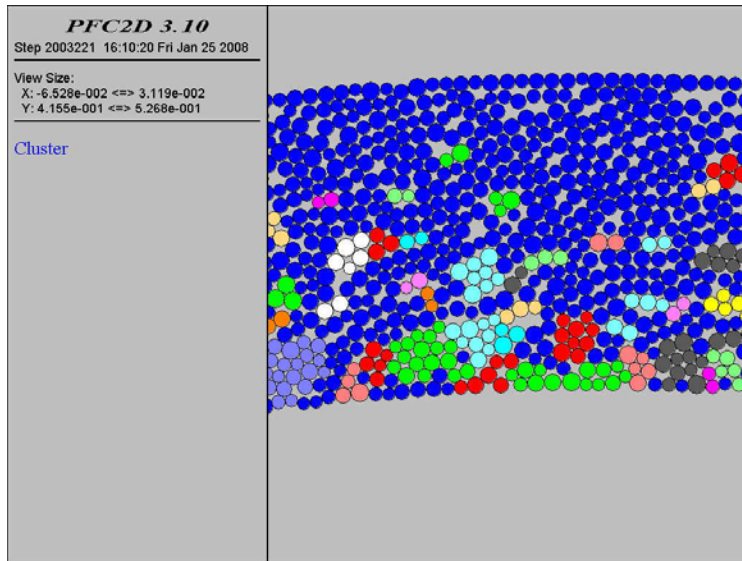 PFC2D 3.10
Step 2003221 16:10:20 Fri Jan 25 2008
View Size:
X: -6.528e-002 <=> 3.119e-002
Y: 4.155e-001 <=> 5.268e-001
Cluster